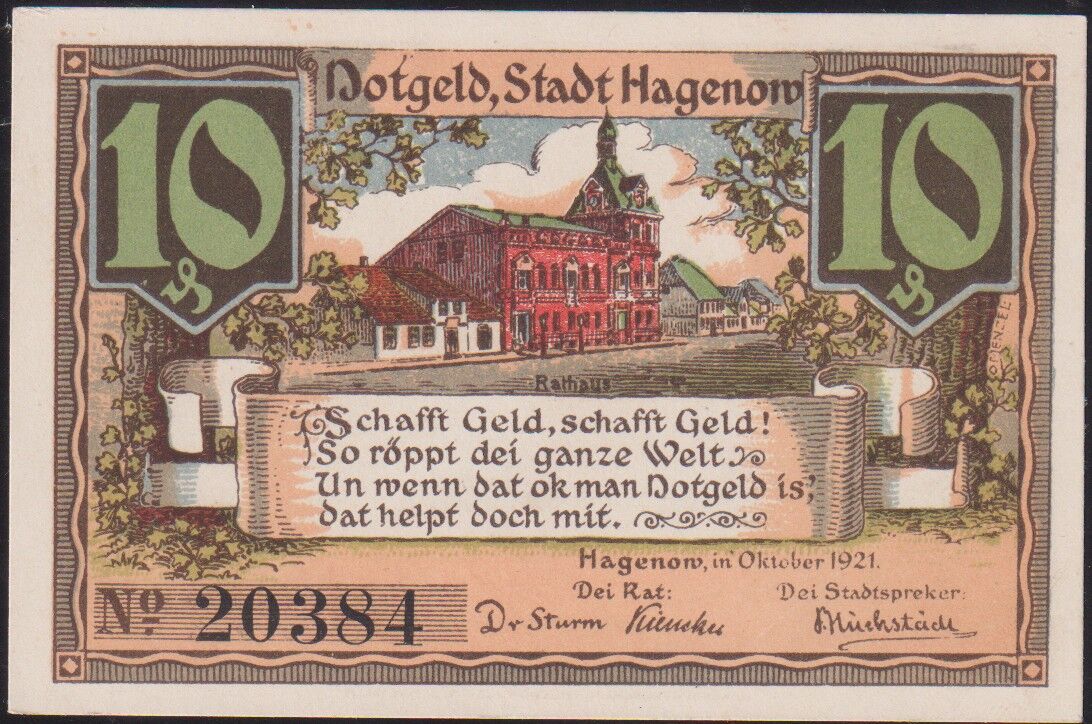 Notgeld, Stadt Hagenow
10 ₰
10 ₰
Rathaus
Schafft Geld, schafft Geld!
So röppt dei ganze Welt
Un wenn dat ok man Notgeld is,
dat helpt doch mit.
Hagenow, in Oktober 1921.
Dei Rat:
Dei Stadtspreker:
Dr Sturm
No 20384